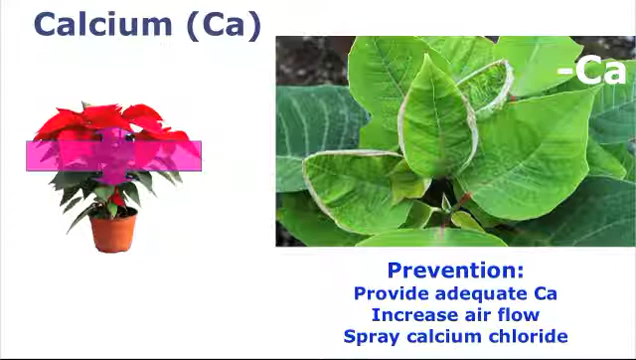 Calcium (Ca)
-Ca
Prevention:
Provide adequate Ca
Increase air flow
Spray calcium chloride